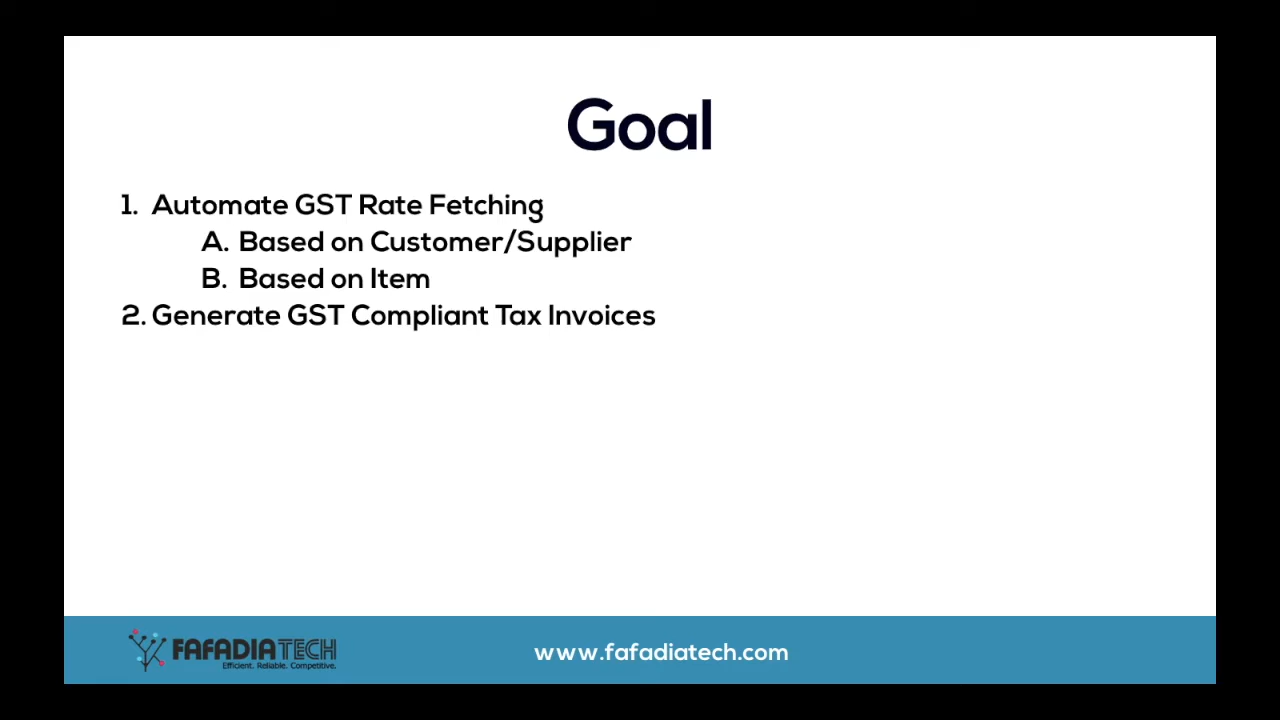 Goal
1. Automate GST Rate Fetching
A. Based on Customer/Supplier
B. Based on Item
2. Generate GST Compliant Tax Invoices
FAFADIATECH
Efficient. Reliable. Competitive.
www.fafadiatech.com